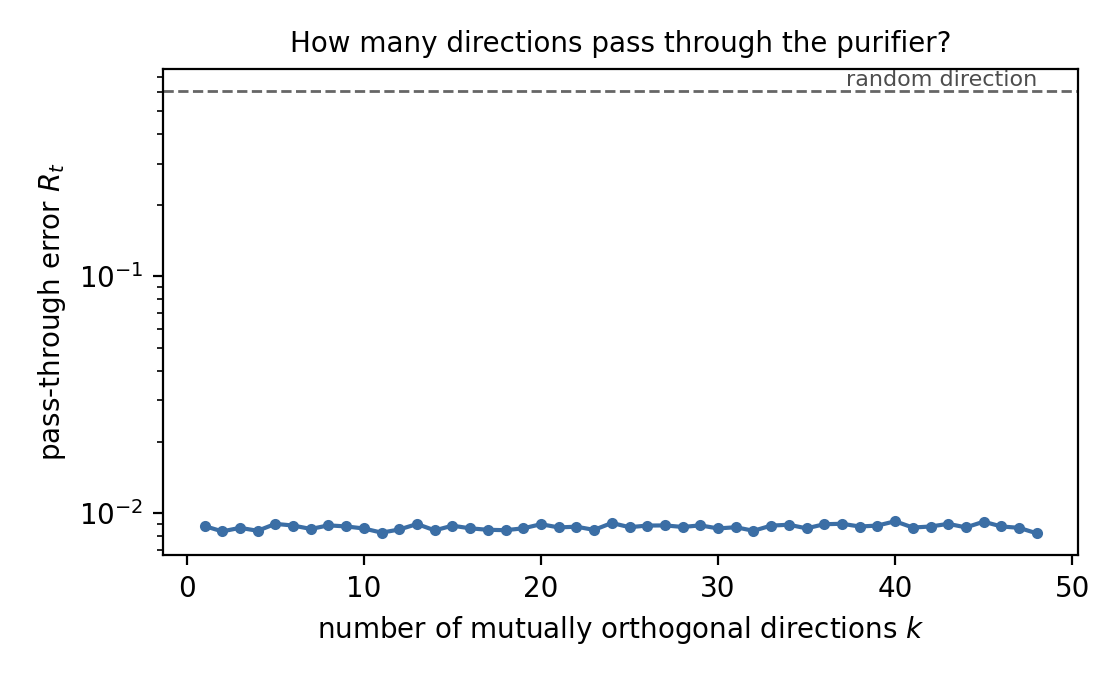 How many directions pass through the purifier?
random direction
pass-through error R_t
10^{-1}
10^{-2}
0 10 20 30 40 50
number of mutually orthogonal directions k